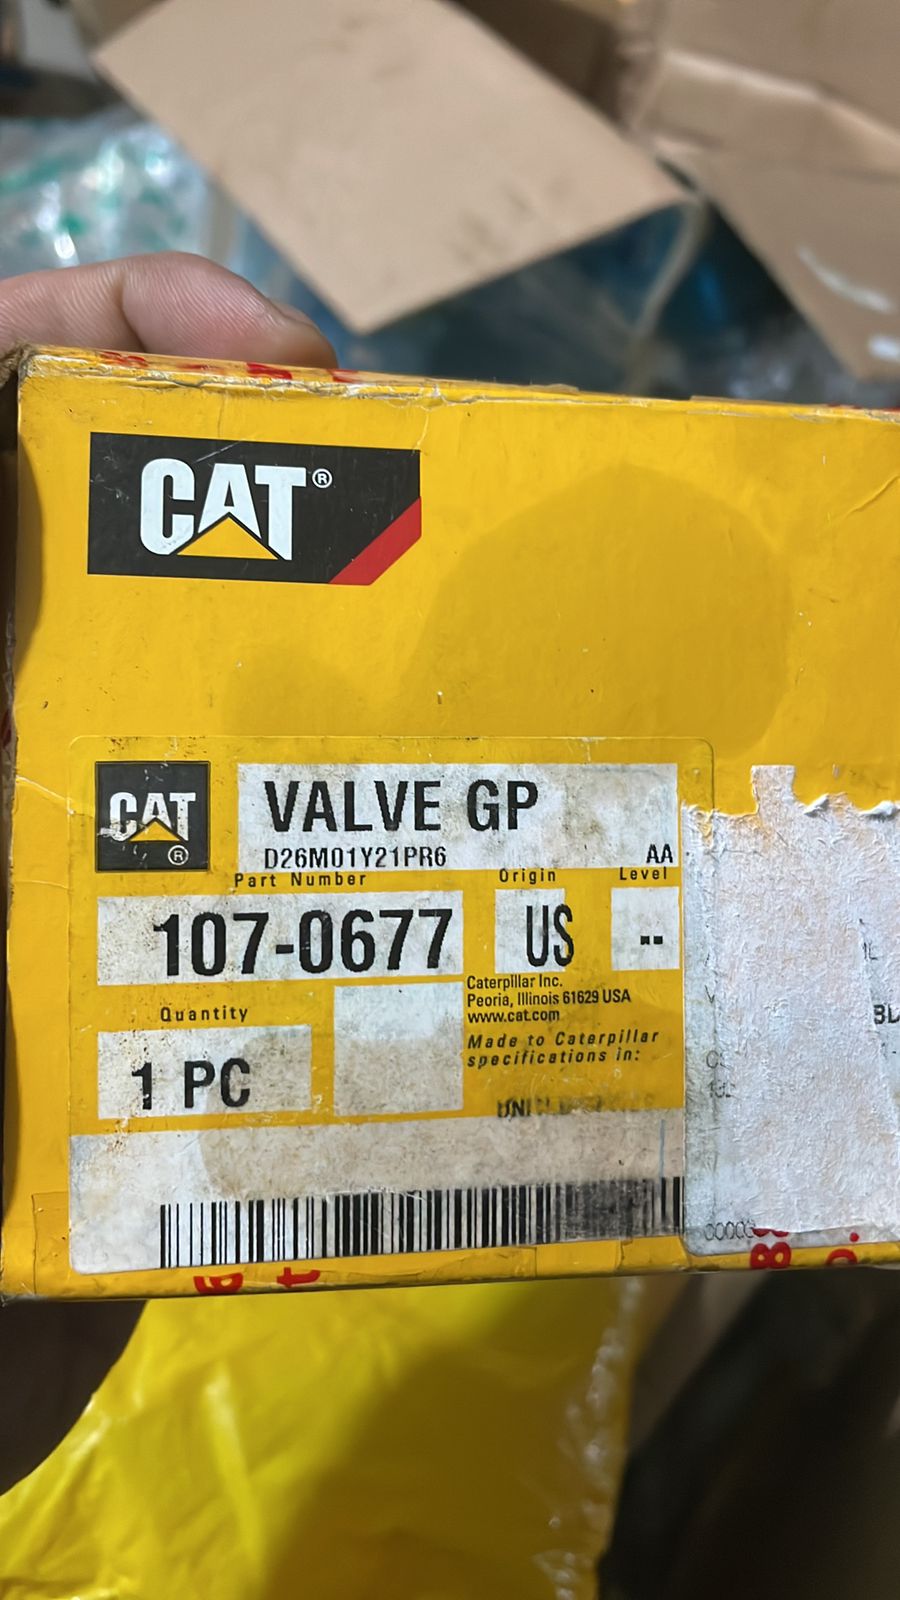 CAT®
CAT®
VALVE GP
D26M01Y21PR6 AA
Part Number Origin Level
107-0677 US --
Caterpillar Inc.
Peoria, Illinois 61629 USA
www.cat.com
Quantity
1 PC
Made to Caterpillar
specifications in: